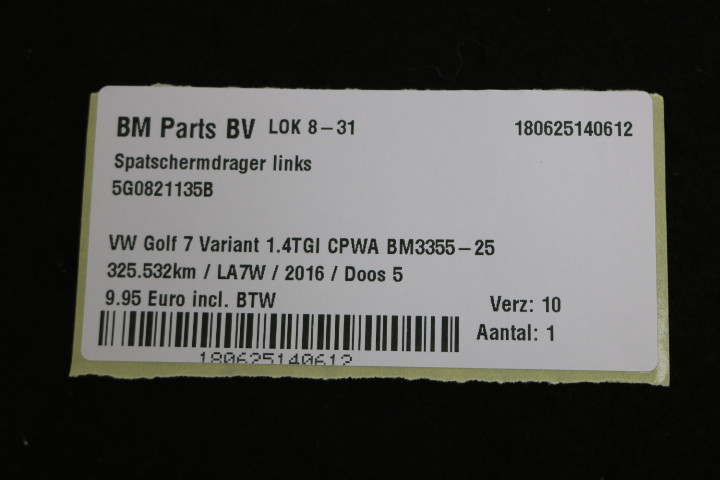 BM Parts BV LOK 8-31 180625140612
Spatschermdrager links
5G0821135B
VW Golf 7 Variant 1.4TGI CPWA BM3355-25
325.532km / LA7W / 2016 / Doos 5
9.95 Euro incl. BTW Verz: 10
Aantal: 1
180625140612